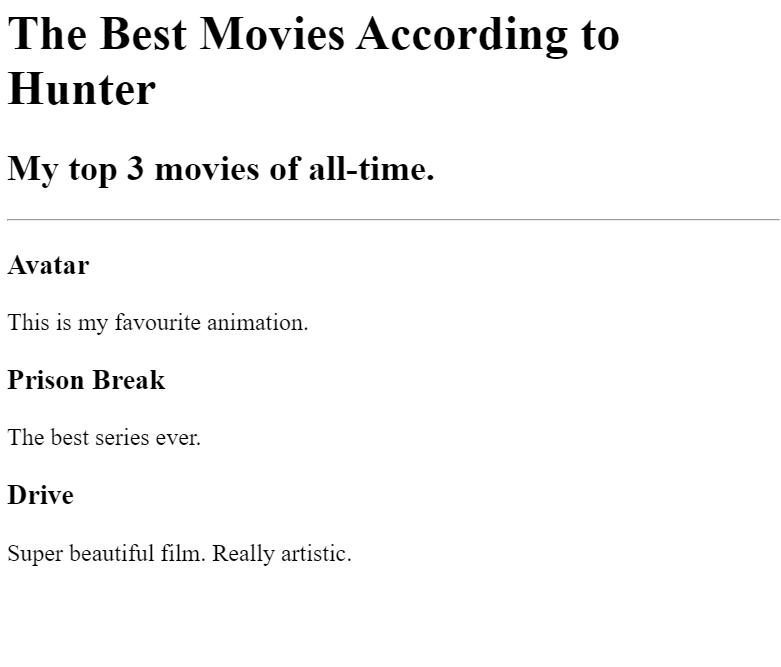 The Best Movies According to
Hunter
My top 3 movies of all-time.
Avatar
This is my favourite animation.
Prison Break
The best series ever.
Drive
Super beautiful film. Really artistic.